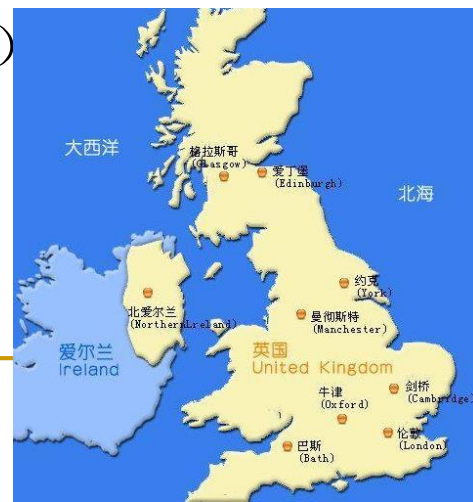 )
大西洋
格拉斯哥
(Glasgow)
爱丁堡
(Edinburgh)
北海
约克
(York)
北爱尔兰
(NorthernIreland)
曼彻斯特
(Manchester)
爱尔兰
Ireland
英国
United Kingdom
牛津
(Oxford)
剑桥
(Cambridge)
伦敦
(London)
巴斯
(Bath)